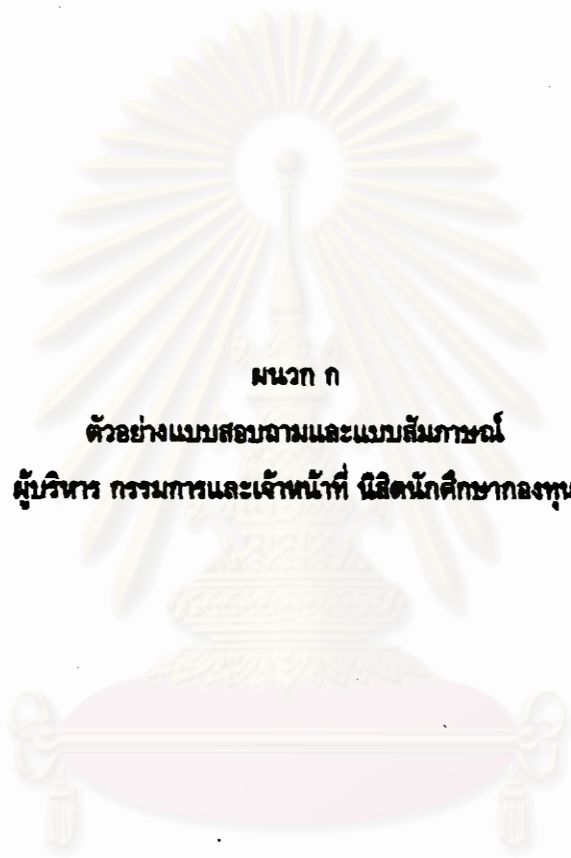 ผนวก ก
ตัวอย่างแบบสอบถามและแบบสัมภาษณ์
ผู้บริหาร กรรมการและเจ้าหน้าที่ นิสิตนักศึกษากองทุน